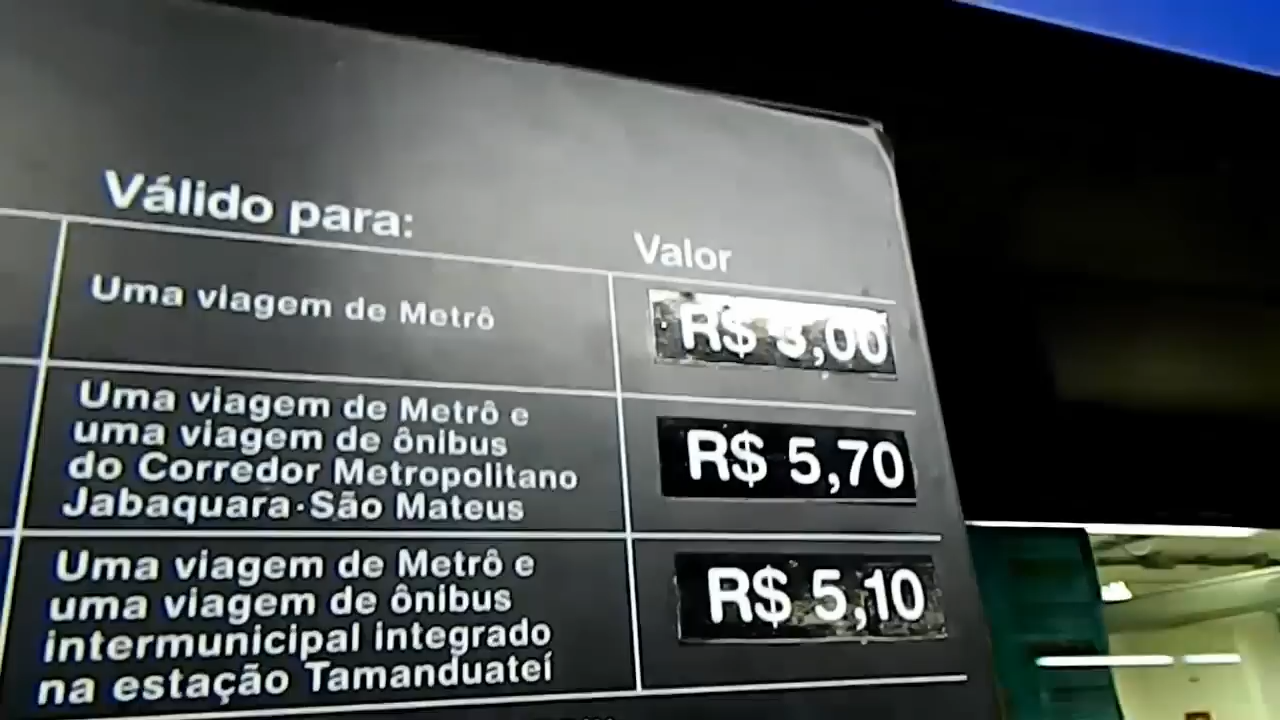 Válido para:
Valor
Uma viagem de Metrô
R$ 3,00
Uma viagem de Metrô e
uma viagem de ônibus
do Corredor Metropolitano
Jabaquara-São Mateus
R$ 5,70
Uma viagem de Metrô e
uma viagem de ônibus
intermunicipal integrado
na estação Tamanduateí
R$ 5,10